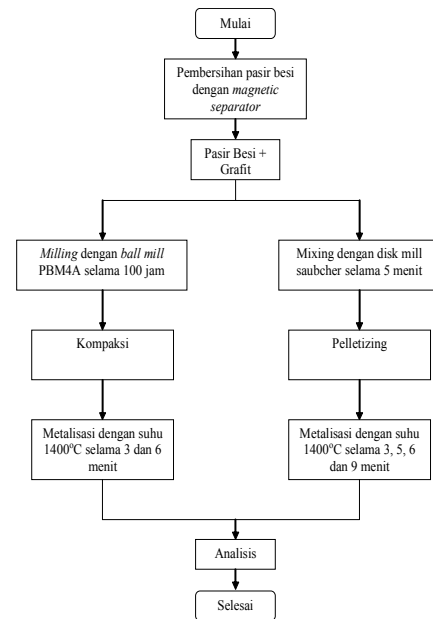 Mulai
Pembersihan pasir besi
dengan magnetic
separator
Pasir Besi +
Grafit
Milling dengan ball mill
PBM4A selama 100 jam
Mixing dengan disk mill
saubcher selama 5 menit
Kompaksi
Pelletizing
Metalisasi dengan suhu
1400°C selama 3 dan 6
menit
Metalisasi dengan suhu
1400°C selama 3, 5, 6
dan 9 menit
Analisis
Selesai